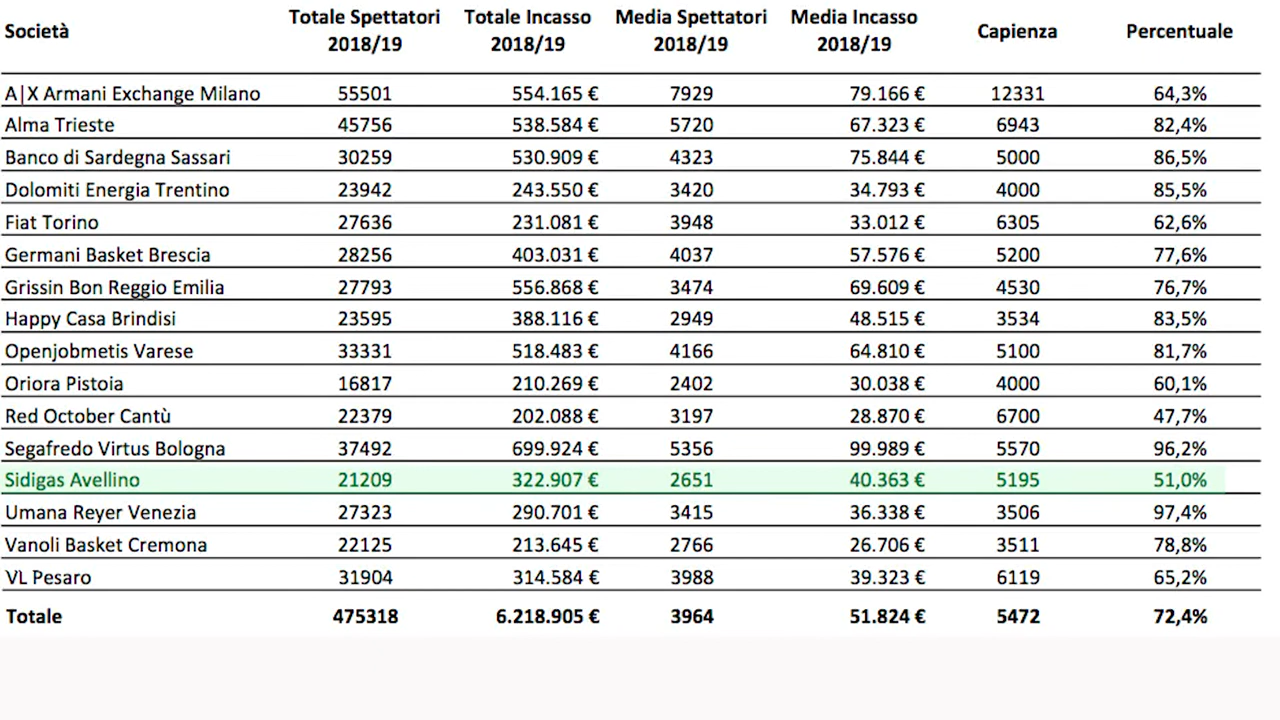 Società Totale Spettatori 2018/19 Totale Incasso 2018/19 Media Spettatori 2018/19 Media Incasso 2018/19 Capienza Percentuale
A|X Armani Exchange Milano 55501 554.165 € 7929 79.166 € 12331 64,3%
Alma Trieste 45756 538.584 € 5720 67.323 € 6943 82,4%
Banco di Sardegna Sassari 30259 530.909 € 4323 75.844 € 5000 86,5%
Dolomiti Energia Trentino 23942 243.550 € 3420 34.793 € 4000 85,5%
Fiat Torino 27636 231.081 € 3948 33.012 € 6305 62,6%
Germani Basket Brescia 28256 403.031 € 4037 57.576 € 5200 77,6%
Grissin Bon Reggio Emilia 27793 556.868 € 3474 69.609 € 4530 76,7%
Happy Casa Brindisi 23595 388.116 € 2949 48.515 € 3534 83,5%
Openjobmetis Varese 33331 518.483 € 4166 64.810 € 5100 81,7%
Oriora Pistoia 16817 210.269 € 2402 30.038 € 4000 60,1%
Red October Cantù 22379 202.088 € 3197 28.870 € 6700 47,7%
Segafredo Virtus Bologna 37492 699.924 € 5356 99.989 € 5570 96,2%
Sidigas Avellino 21209 322.907 € 2651 40.363 € 5195 51,0%
Umana Reyer Venezia 27323 290.701 € 3415 36.338 € 3506 97,4%
Vanoli Basket Cremona 22125 213.645 € 2766 26.706 € 3511 78,8%
VL Pesaro 31904 314.584 € 3988 39.323 € 6119 65,2%
Totale 475318 6.218.905 € 3964 51.824 € 5472 72,4%